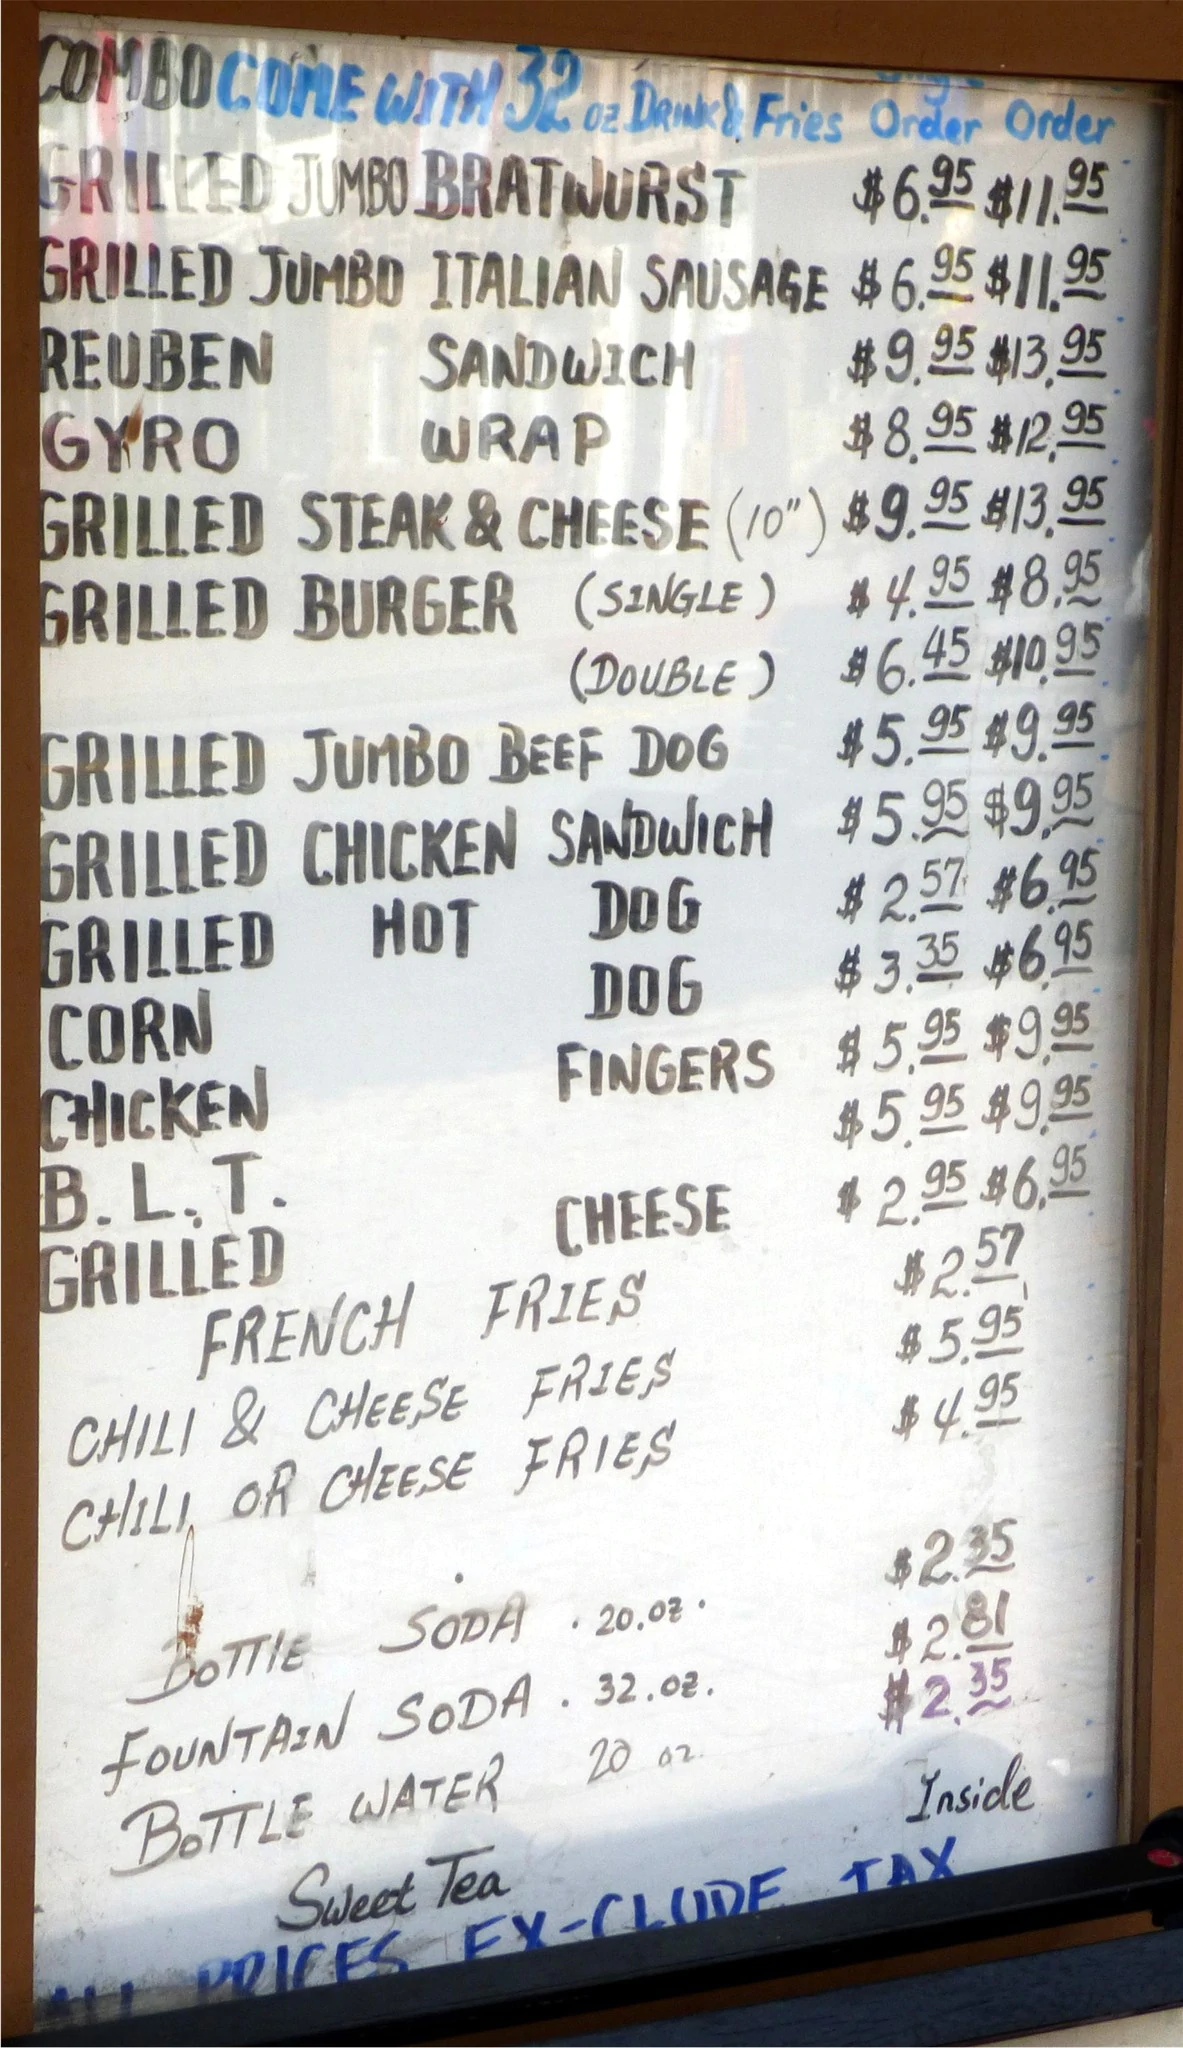 COMBO COME WITH 32 oz DRINK & Fries Order Order
GRILLED JUMBO BRATWURST $6.95 $11.95
GRILLED JUMBO ITALIAN SAUSAGE $6.95 $11.95
REUBEN SANDWICH $9.95 $13.95
GYRO WRAP $8.95 $12.95
GRILLED STEAK & CHEESE (10") $9.95 $13.95
GRILLED BURGER (SINGLE) $4.95 $8.95
(DOUBLE) $6.45 $10.95
GRILLED JUMBO BEEF DOG $5.95 $9.95
GRILLED CHICKEN SANDWICH $5.95 $9.95
GRILLED HOT DOG $2.57 $6.95
CORN DOG $3.35 $6.95
CHICKEN FINGERS $5.95 $9.95
B.L.T. $5.95 $9.95
GRILLED CHEESE $2.95 $6.95
FRENCH FRIES $2.57
CHILI & CHEESE FRIES $5.95
CHILI OR CHEESE FRIES $4.95
BOTTLE SODA . 20.oz. $2.35
FOUNTAIN SODA . 32.oz. $2.81
BOTTLE WATER 20 oz $2.35
Sweet Tea Inside
ALL PRICES EX-CLUDE TAX